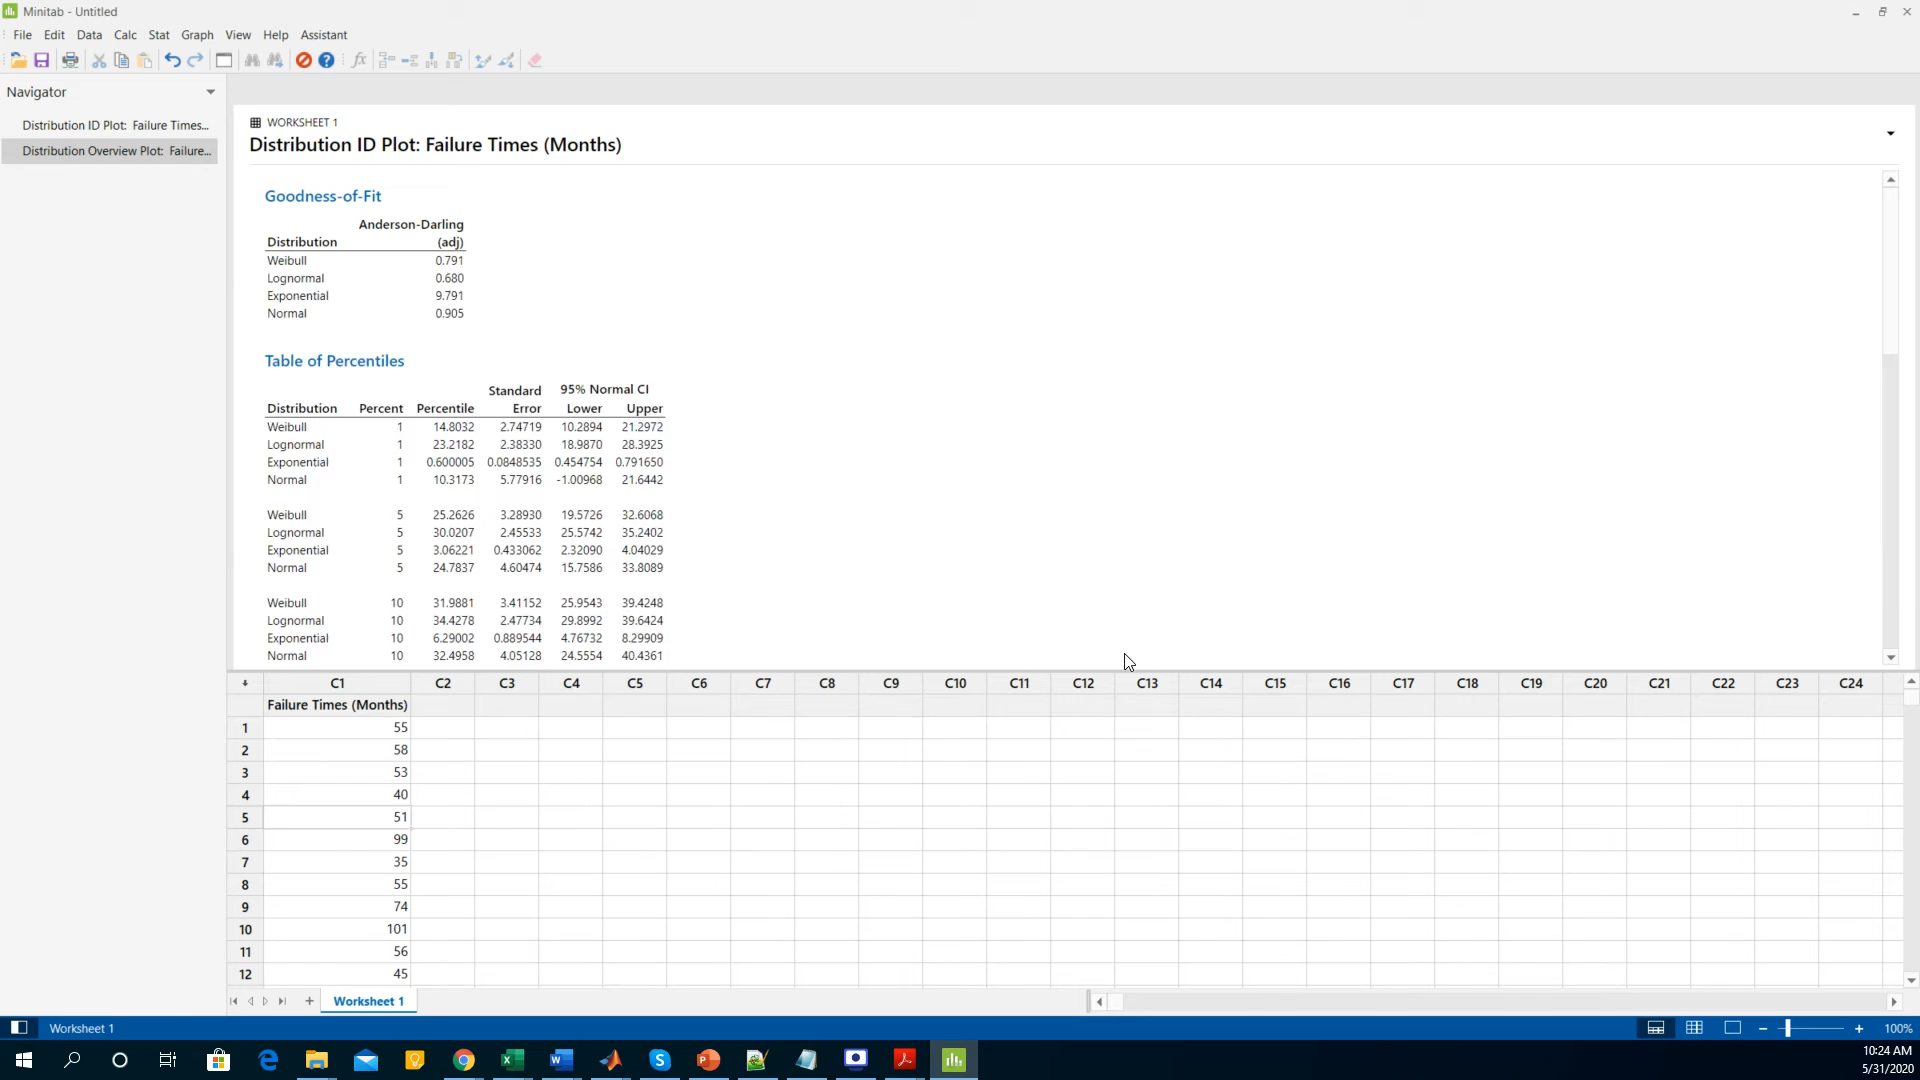 Minitab - Untitled
File Edit Data Calc Stat Graph View Help Assistant
Navigator
Distribution ID Plot: Failure Times...
Distribution Overview Plot: Failure...
WORKSHEET 1
Distribution ID Plot: Failure Times (Months)
Goodness-of-Fit
Anderson-Darling
Distribution (adj)
Weibull 0.791
Lognormal 0.680
Exponential 9.791
Normal 0.905
Table of Percentiles
Standard 95% Normal CI
Distribution Percent Percentile Error Lower Upper
Weibull 1 14.8032 2.74719 10.2894 21.2972
Lognormal 1 23.2182 2.38330 18.9870 28.3925
Exponential 1 0.600005 0.0848535 0.454754 0.791650
Normal 1 10.3173 5.77916 -1.00968 21.6442
Weibull 5 25.2626 3.28930 19.5726 32.6068
Lognormal 5 30.0207 2.45533 25.5742 35.2402
Exponential 5 3.06221 0.433062 2.32090 4.04029
Normal 5 24.7837 4.60474 15.7586 33.8089
Weibull 10 31.9881 3.41152 25.9543 39.4248
Lognormal 10 34.4278 2.47734 29.8992 39.6424
Exponential 10 6.29002 0.889544 4.76732 8.29909
Normal 10 32.4958 4.05128 24.5554 40.4361
C1 C2 C3 C4 C5 C6 C7 C8 C9 C10 C11 C12 C13 C14 C15 C16 C17 C18 C19 C20 C21 C22 C23 C24
Failure Times (Months)
1 55
2 58
3 53
4 40
5 51
6 99
7 35
8 55
9 74
10 101
11 56
12 45
Worksheet 1
Worksheet 1
100%
10:24 AM
5/31/2020